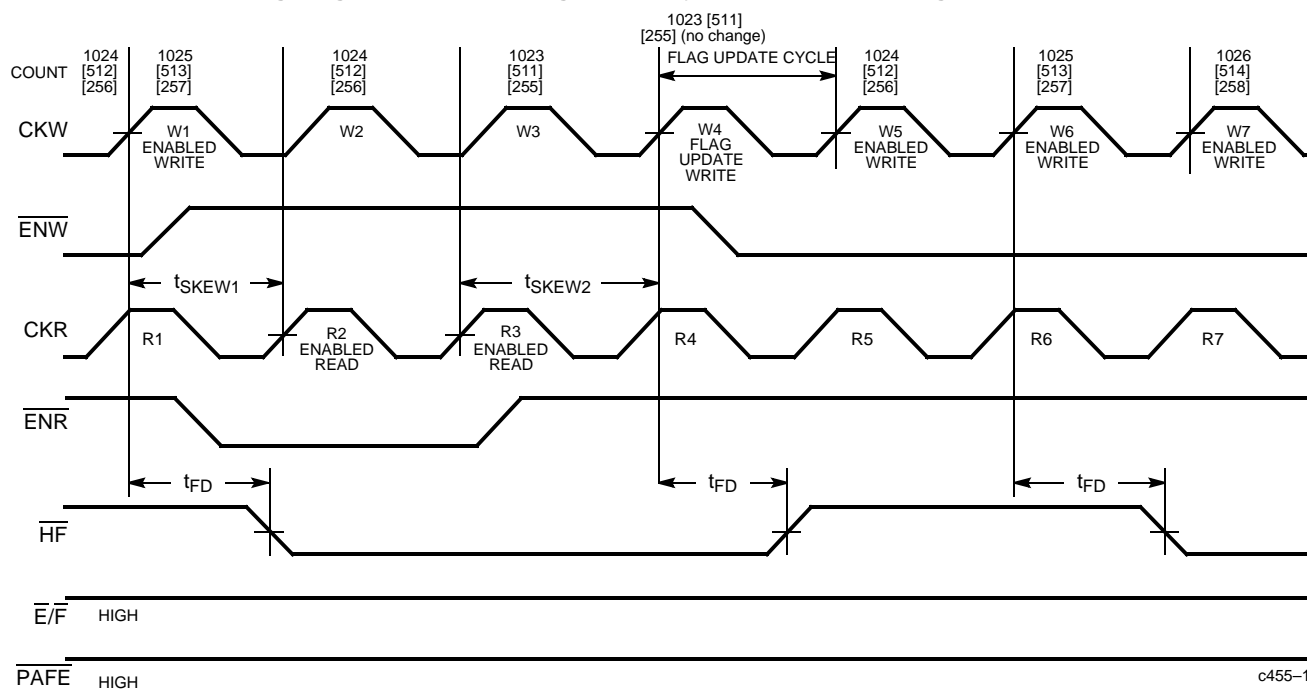 1023 [511]
[255] (no change)
FLAG UPDATE CYCLE
COUNT
1024
[512]
[256]
1025
[513]
[257]
1024
[512]
[256]
1023
[511]
[255]
1024
[512]
[256]
1025
[513]
[257]
1026
[514]
[258]
CKW
W1
ENABLED
WRITE
W2
W3
W4
FLAG
UPDATE
WRITE
W5
ENABLED
WRITE
W6
ENABLED
WRITE
W7
ENABLED
WRITE
ENW
tSKEW1
tSKEW2
CKR
R1
R2
ENABLED
READ
R3
ENABLED
READ
R4
R5
R6
R7
ENR
tFD
tFD
tFD
HF
E/F
HIGH
PAFE
HIGH
c455–1